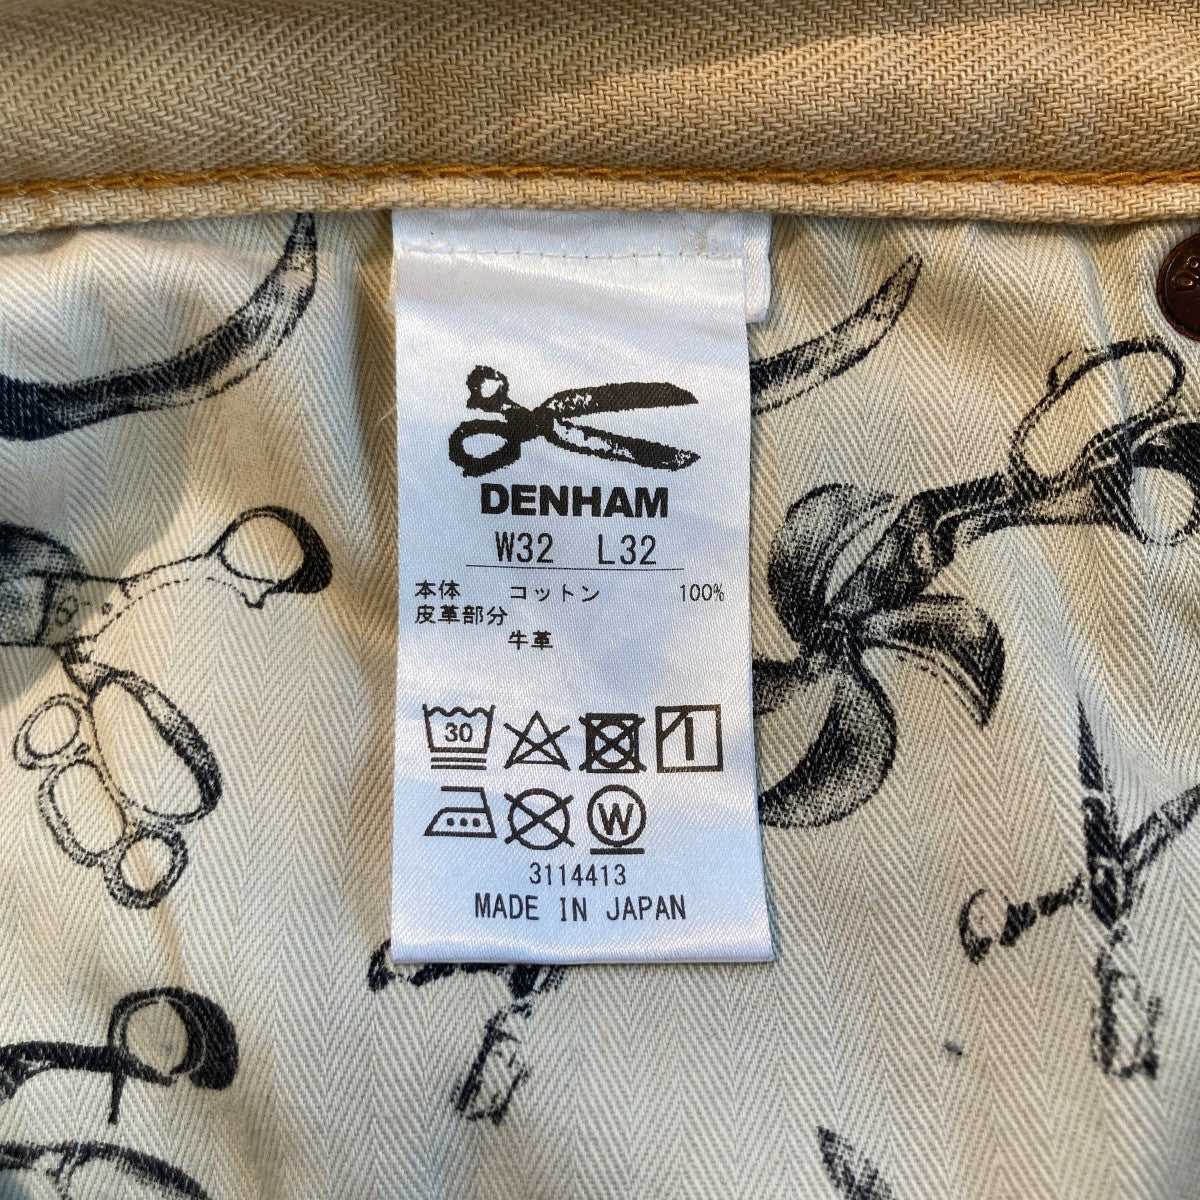 DENHAM
W32 L32
本体 コットン 100%
皮革部分
牛革
30
W
3114413
MADE IN JAPAN